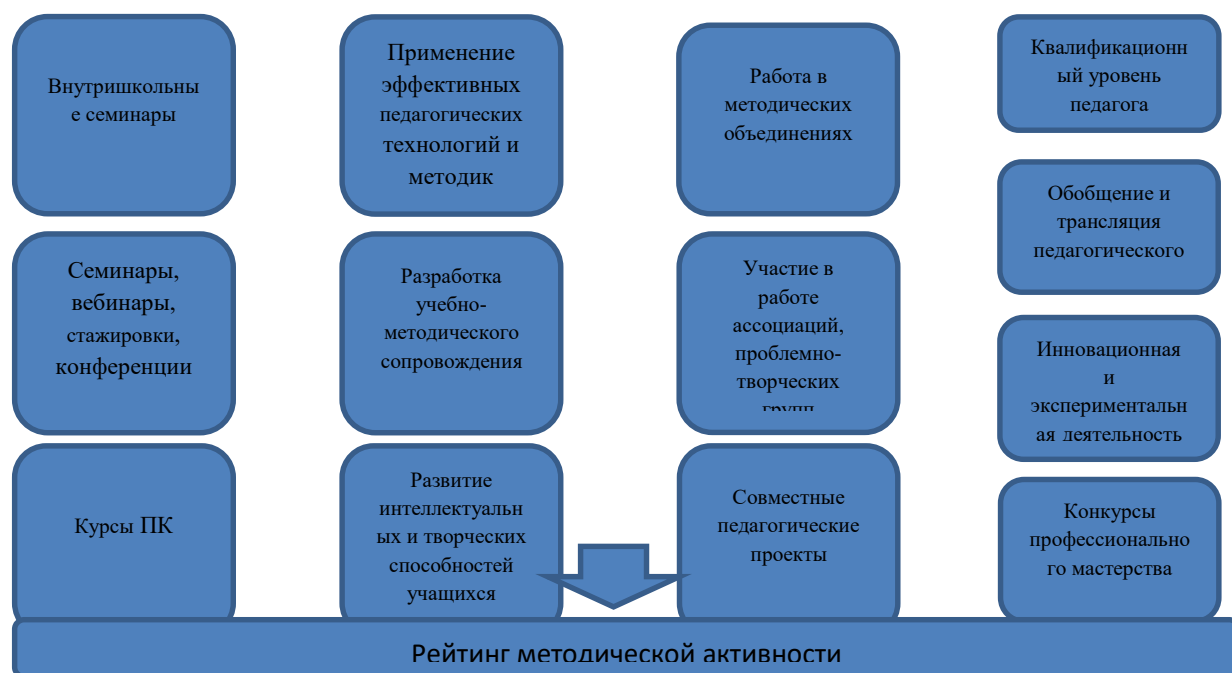 Внутришкольны
е семинары
Семинары,
вебинары,
стажировки,
конференции
Курсы ПК
Применение
эффективных
педагогических
технологий и
методик
Разработка
учебно-
методического
сопровождения
Развитие
интеллектуальн
ых и творческих
способностей
учащихся
Работа в
методических
объединениях
Участие в
работе
ассоциаций,
проблемно-
творческих
групп
Совместные
педагогические
проекты
Квалификационн
ый уровень
педагога
Обобщение и
трансляция
педагогического
Инновационная
и
экспериментальн
ая деятельность
Конкурсы
профессионально
го мастерства
Рейтинг методической активности